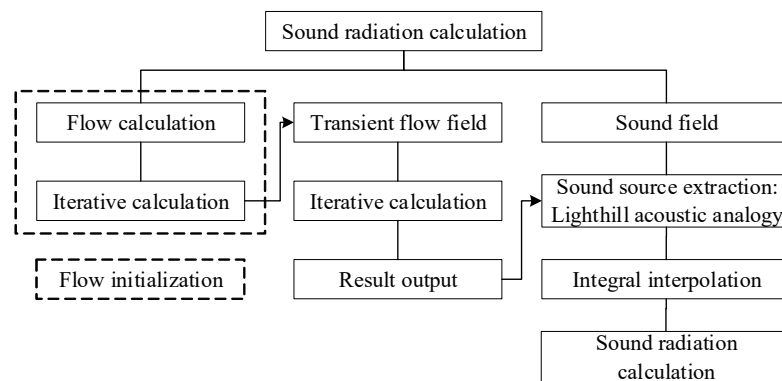 Sound radiation calculation
Flow calculation
Transient flow field
Sound field
Iterative calculation
Iterative calculation
Sound source extraction:
Lighthill acoustic analogy
Flow initialization
Result output
Integral interpolation
Sound radiation
calculation